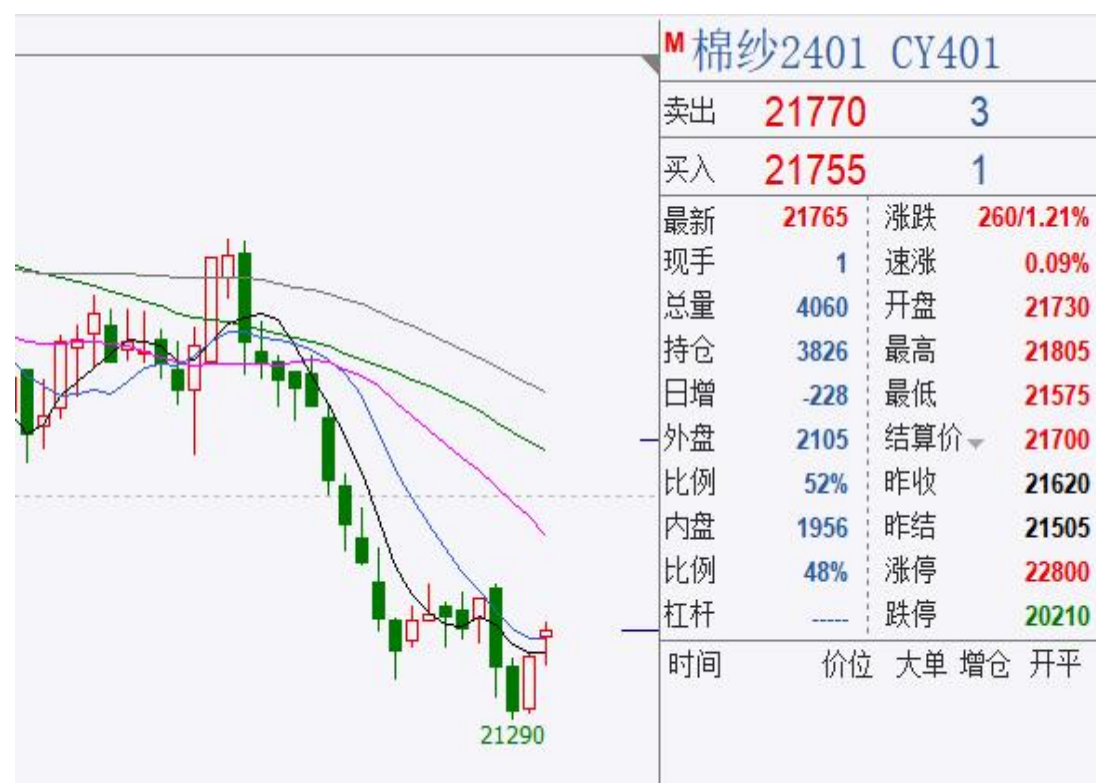 M 棉纱2401 CY401
卖出 21770 3
买入 21755 1
最新 21765 涨跌 260/1.21%
现手 1 速涨 0.09%
总量 4060 开盘 21730
持仓 3826 最高 21805
日增 -228 最低 21575
外盘 2105 结算价 21700
比例 52% 昨收 21620
内盘 1956 昨结 21505
比例 48% 涨停 22800
杠杆 ----- 跌停 20210
时间 价位 大单 增仓 开平
21290